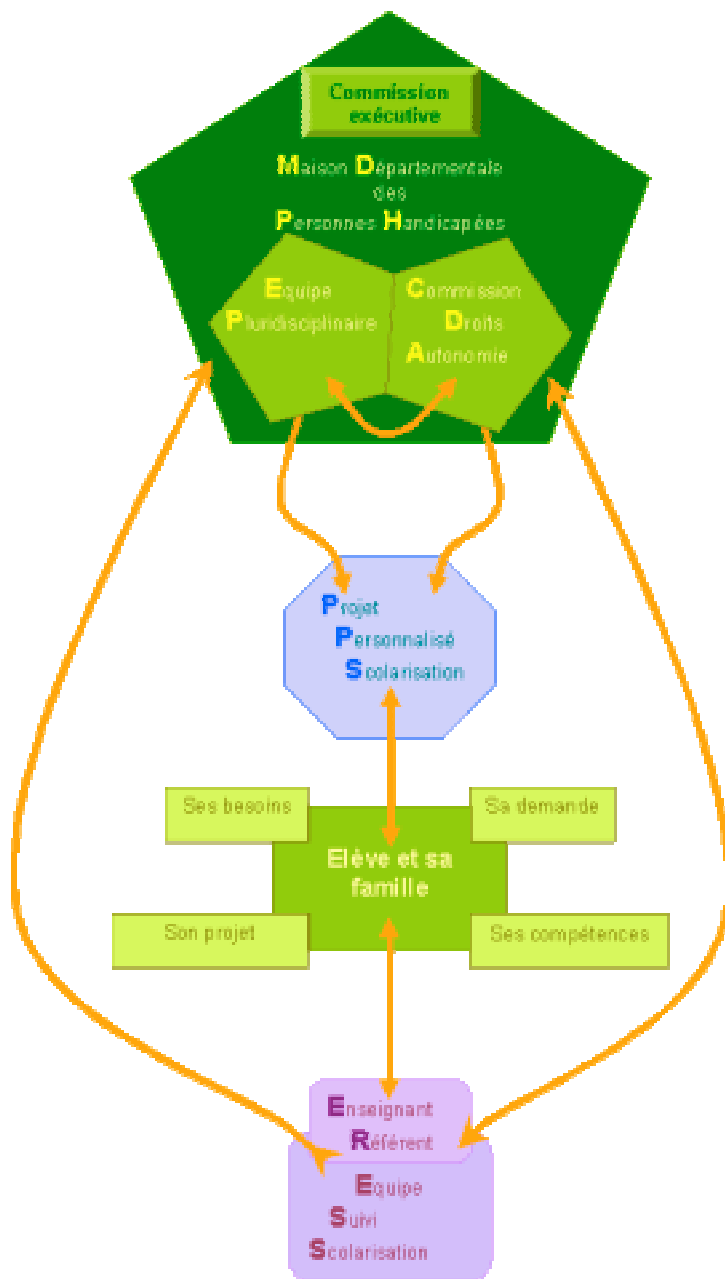 Commission
exécutive
Maison Départementale
des
Personnes Handicapées
Equipe
Pluridisciplinaire
Commission
Droits
Autonomie
Projet
Personnalisé
Scolarisation
Ses besoins
Sa demande
Elève et sa
famille
Son projet
Ses compétences
Enseignant
Référent
Equipe
Suivi
Scolarisation